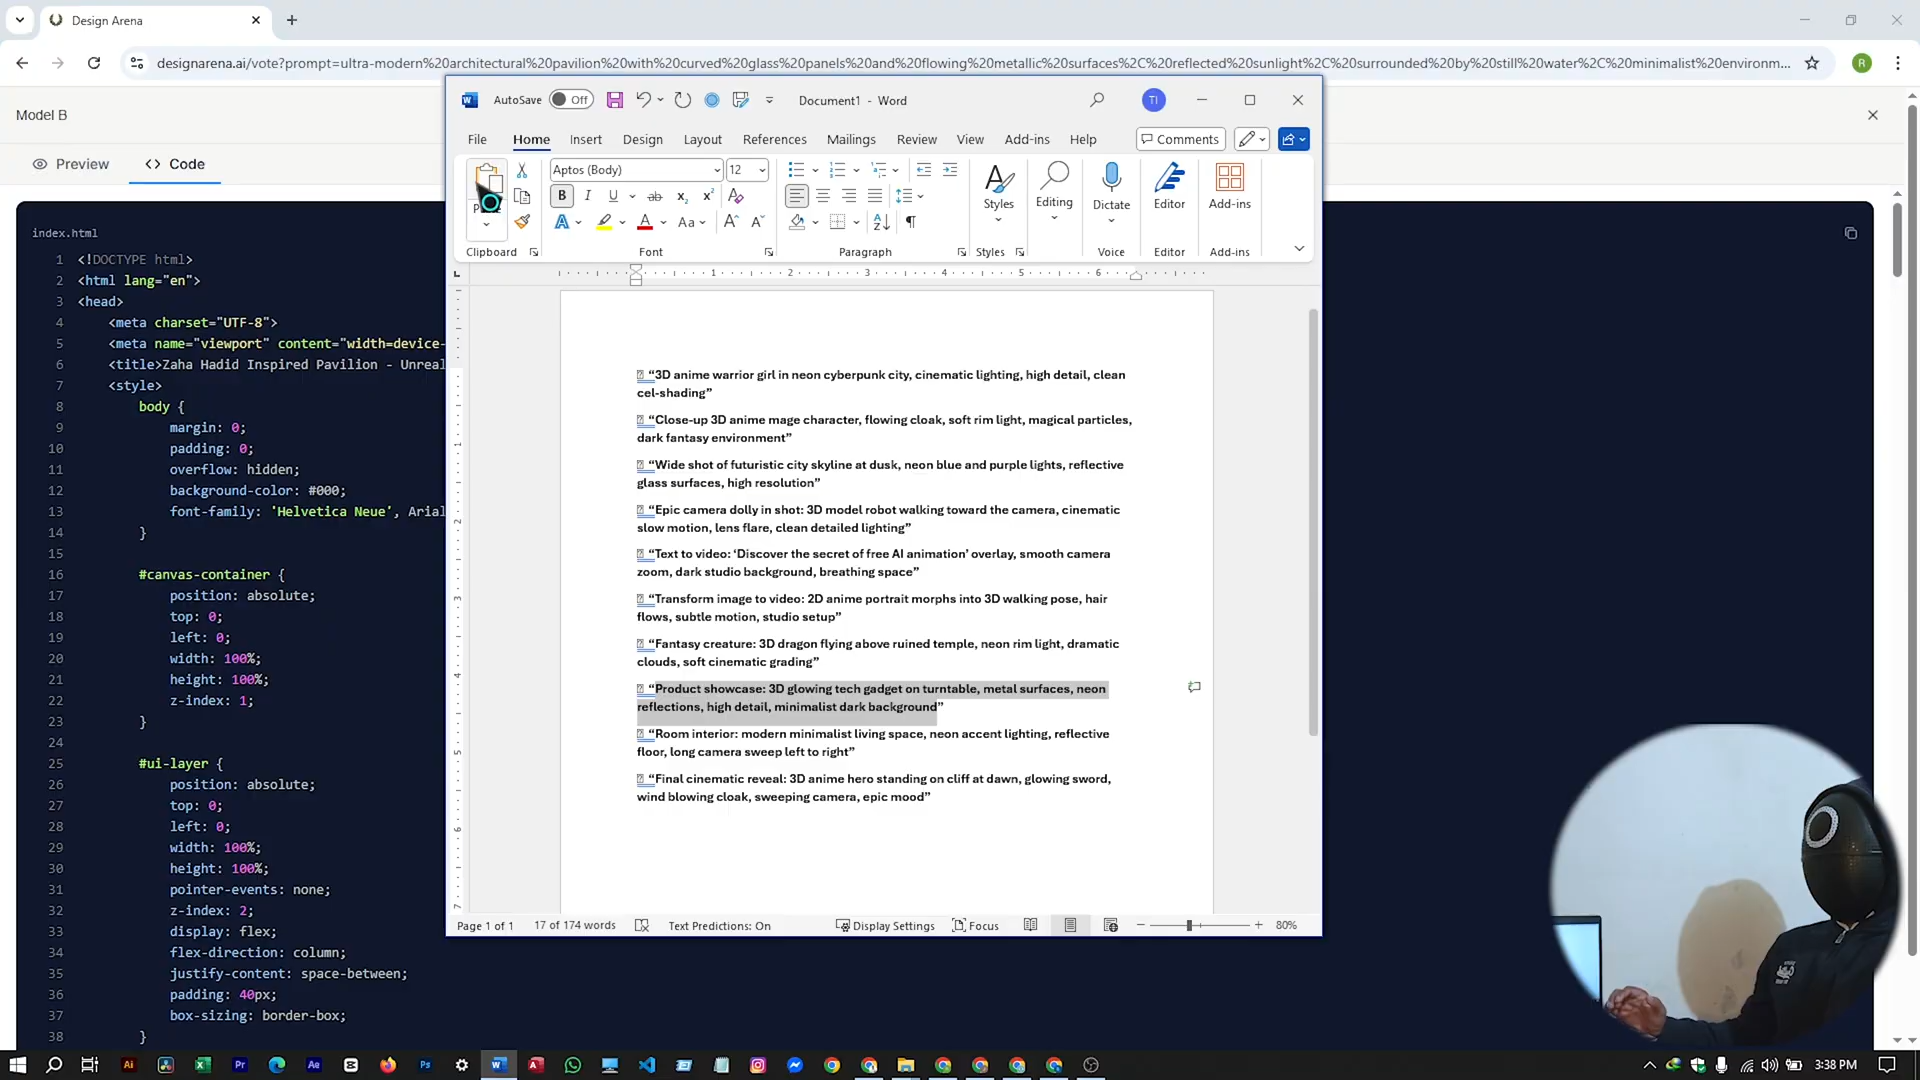 Design Arena
designarena.ai/vote?prompt=ultra-modern%20architectural%20pavilion%20with%20curved%20glass%20panels%20and%20flowing%20metallic%20surfaces%2C%20reflected%20sunlight%2C%20surrounded%20by%20still%20water%2C%20minimalist%20environm...
R
Model B
Preview
Code
index.html
1 <!DOCTYPE html>
2 <html lang="en">
3 <head>
4 <meta charset="UTF-8">
5 <meta name="viewport" content="width=device-
6 <title>Zaha Hadid Inspired Pavilion - Unreal
7 <style>
8 body {
9 margin: 0;
10 padding: 0;
11 overflow: hidden;
12 background-color: #000;
13 font-family: 'Helvetica Neue', Arial
14 }
15
16 #canvas-container {
17 position: absolute;
18 top: 0;
19 left: 0;
20 width: 100%;
21 height: 100%;
22 z-index: 1;
23 }
24
25 #ui-layer {
26 position: absolute;
27 top: 0;
28 left: 0;
29 width: 100%;
30 height: 100%;
31 pointer-events: none;
32 z-index: 2;
33 display: flex;
34 flex-direction: column;
35 justify-content: space-between;
36 padding: 40px;
37 box-sizing: border-box;
38 }
AutoSave Off Document1 - Word TI
File Home Insert Design Layout References Mailings Review View Add-ins Help Comments
Aptos (Body) 12
Styles Editing Dictate Editor Add-ins
Clipboard Font Paragraph Styles Voice Editor Add-ins
1 2 3 4 5 6
“3D anime warrior girl in neon cyberpunk city, cinematic lighting, high detail, clean
cel-shading”
“Close-up 3D anime mage character, flowing cloak, soft rim light, magical particles,
dark fantasy environment”
“Wide shot of futuristic city skyline at dusk, neon blue and purple lights, reflective
glass surfaces, high resolution”
“Epic camera dolly in shot: 3D model robot walking toward the camera, cinematic
slow motion, lens flare, clean detailed lighting”
“Text to video: ‘Discover the secret of free AI animation’ overlay, smooth camera
zoom, dark studio background, breathing space”
“Transform image to video: 2D anime portrait morphs into 3D walking pose, hair
flows, subtle motion, studio setup”
“Fantasy creature: 3D dragon flying above ruined temple, neon rim light, dramatic
clouds, soft cinematic grading”
“Product showcase: 3D glowing tech gadget on turntable, metal surfaces, neon
reflections, high detail, minimalist dark background”
“Room interior: modern minimalist living space, neon accent lighting, reflective
floor, long camera sweep left to right”
“Final cinematic reveal: 3D anime hero standing on cliff at dawn, glowing sword,
wind blowing cloak, sweeping camera, epic mood”
Page 1 of 1 17 of 174 words Text Predictions: On Display Settings Focus 80%
3:38 PM